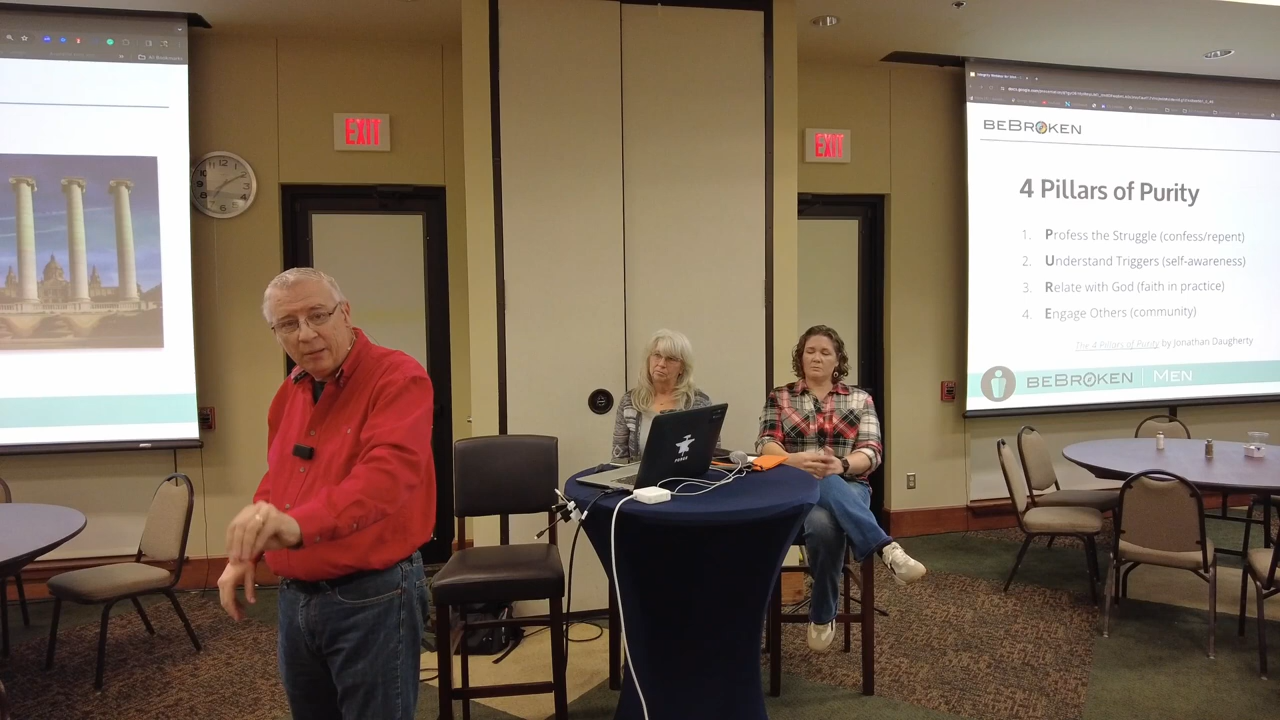 EXIT
EXIT
BEBROKEN
4 Pillars of Purity
1. Profess the Struggle (confess/repent)
2. Understand Triggers (self-awareness)
3. Relate with God (faith in practice)
4. Engage Others (community)
The 4 Pillars of Purity by Jonathan Daugherty
BEBROKEN | MEN